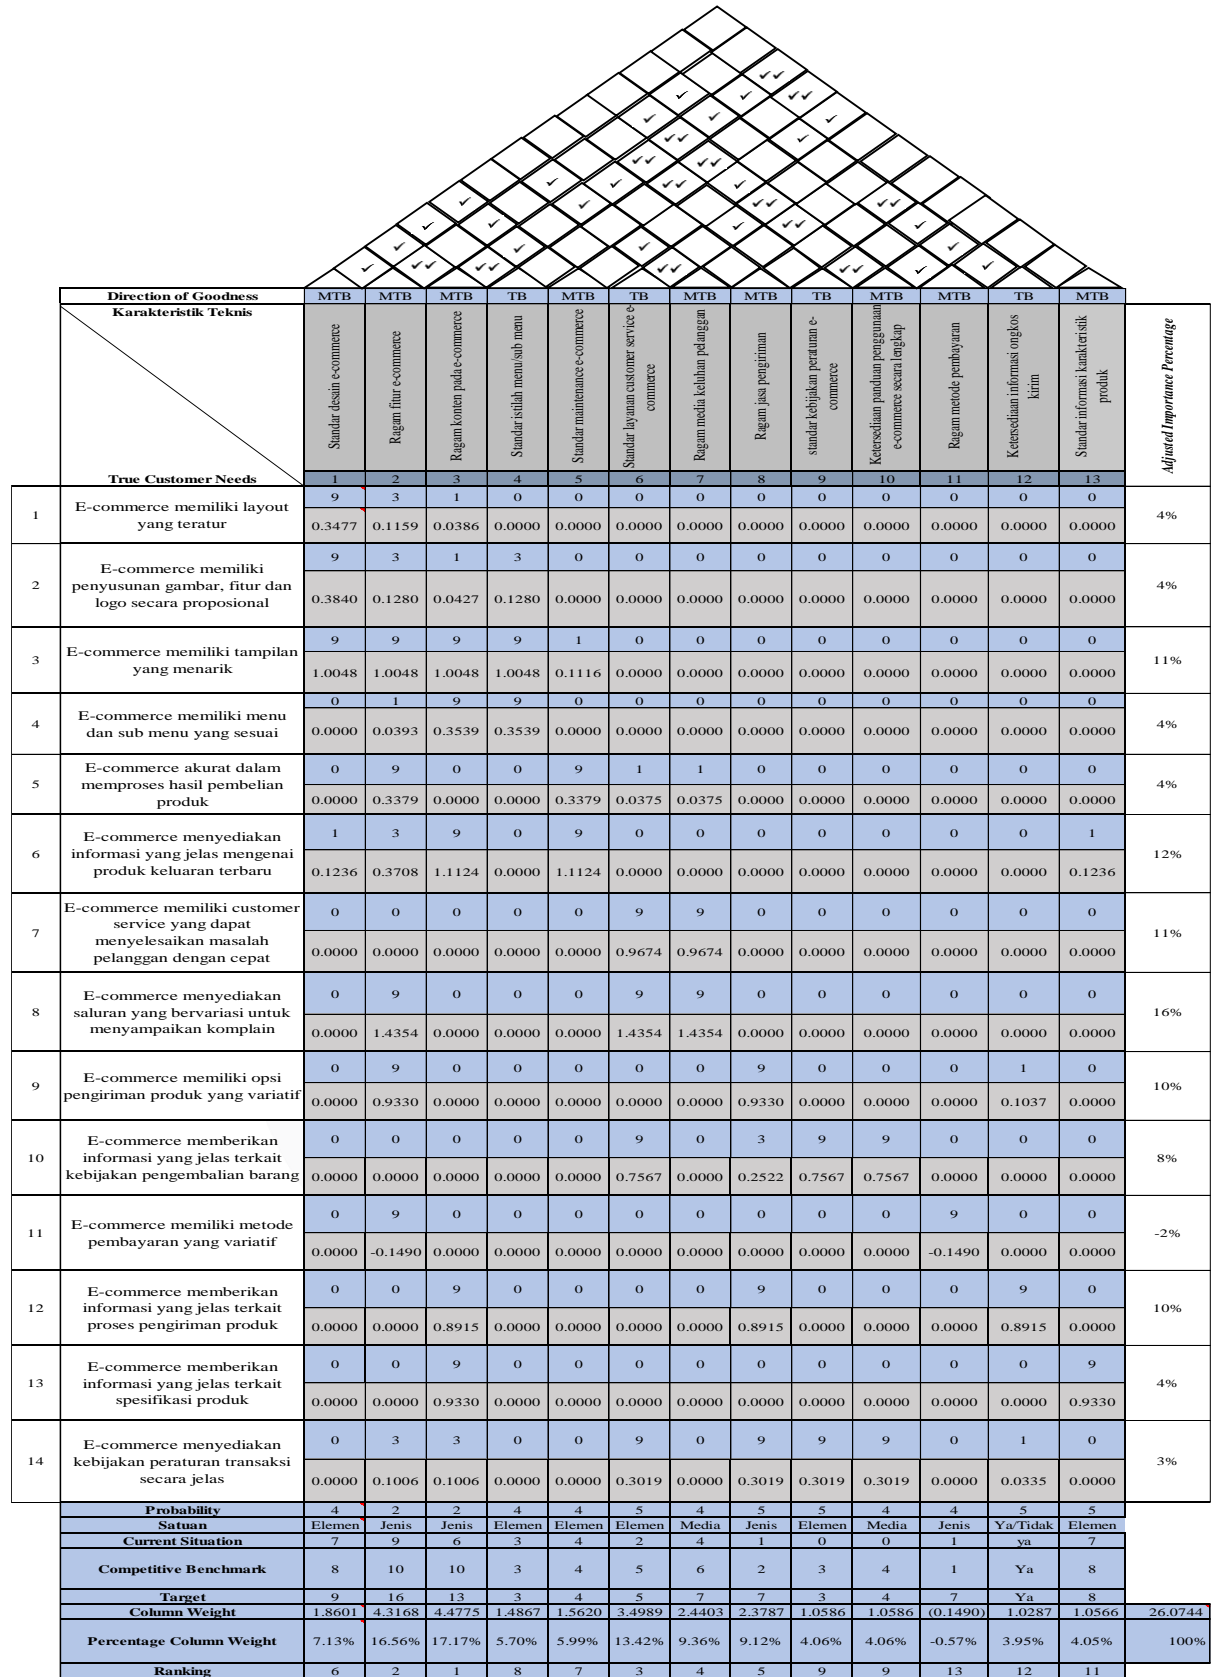 Direction of Goodness MTB MTB MTB TB MTB TB MTB MTB TB MTB MTB TB MTB
Karakteristik Teknis
Standar desain e-commerce
Ragam fitur e-commerce
Ragam konten pada e-commerce
Standar istilah menu/sub menu
Standar maintenance e-commerce
Standar layanan customer service e-
commerce
Ragam media keluhan pelanggan
Ragam jasa pengiriman
standar kebijakan peraturan e-
commerce
Ketersediaan panduan penggunaan
e-commerce secara lengkap
Ragam metode pembayaran
Ketersediaan informasi ongkos
kirim
Standar informasi karakteristik
produk
Adjusted Importance Percentage
True Customer Needs 1 2 3 4 5 6 7 8 9 10 11 12 13
1
E-commerce memiliki layout
yang teratur
9 3 1 0 0 0 0 0 0 0 0 0 0
0.3477 0.1159 0.0386 0.0000 0.0000 0.0000 0.0000 0.0000 0.0000 0.0000 0.0000 0.0000 0.0000
4%
2
E-commerce memiliki
penyusunan gambar, fitur dan
logo secara proposional
9 3 1 3 0 0 0 0 0 0 0 0 0
0.3840 0.1280 0.0427 0.1280 0.0000 0.0000 0.0000 0.0000 0.0000 0.0000 0.0000 0.0000 0.0000
4%
3
E-commerce memiliki tampilan
yang menarik
9 9 9 9 1 0 0 0 0 0 0 0 0
1.0048 1.0048 1.0048 1.0048 0.1116 0.0000 0.0000 0.0000 0.0000 0.0000 0.0000 0.0000 0.0000
11%
4
E-commerce memiliki menu
dan sub menu yang sesuai
0 1 9 9 0 0 0 0 0 0 0 0 0
0.0000 0.0393 0.3539 0.3539 0.0000 0.0000 0.0000 0.0000 0.0000 0.0000 0.0000 0.0000 0.0000
4%
5
E-commerce akurat dalam
memproses hasil pembelian
produk
0 9 0 0 9 1 1 0 0 0 0 0 0
0.0000 0.3379 0.0000 0.0000 0.3379 0.0375 0.0375 0.0000 0.0000 0.0000 0.0000 0.0000 0.0000
4%
6
E-commerce menyediakan
informasi yang jelas mengenai
produk keluaran terbaru
1 3 9 0 9 0 0 0 0 0 0 0 1
0.1236 0.3708 1.1124 0.0000 1.1124 0.0000 0.0000 0.0000 0.0000 0.0000 0.0000 0.0000 0.1236
12%
7
E-commerce memiliki customer
service yang dapat
menyelesaikan masalah
pelanggan dengan cepat
0 0 0 0 0 9 9 0 0 0 0 0 0
0.0000 0.0000 0.0000 0.0000 0.0000 0.9674 0.9674 0.0000 0.0000 0.0000 0.0000 0.0000 0.0000
11%
8
E-commerce menyediakan
saluran yang bervariasi untuk
menyampaikan komplain
0 9 0 0 0 9 9 0 0 0 0 0 0
0.0000 1.4354 0.0000 0.0000 0.0000 1.4354 1.4354 0.0000 0.0000 0.0000 0.0000 0.0000 0.0000
16%
9
E-commerce memiliki opsi
pengiriman produk yang variatif
0 9 0 0 0 0 0 9 0 0 0 1 0
0.0000 0.9330 0.0000 0.0000 0.0000 0.0000 0.0000 0.9330 0.0000 0.0000 0.0000 0.1037 0.0000
10%
10
E-commerce memberikan
informasi yang jelas terkait
kebijakan pengembalian barang
0 0 0 0 0 9 0 3 9 9 0 0 0
0.0000 0.0000 0.0000 0.0000 0.0000 0.7567 0.0000 0.2522 0.7567 0.7567 0.0000 0.0000 0.0000
8%
11
E-commerce memiliki metode
pembayaran yang variatif
0 9 0 0 0 0 0 0 0 0 9 0 0
0.0000 -0.1490 0.0000 0.0000 0.0000 0.0000 0.0000 0.0000 0.0000 0.0000 -0.1490 0.0000 0.0000
-2%
12
E-commerce memberikan
informasi yang jelas terkait
proses pengiriman produk
0 0 9 0 0 0 0 9 0 0 0 9 0
0.0000 0.0000 0.8915 0.0000 0.0000 0.0000 0.0000 0.8915 0.0000 0.0000 0.0000 0.8915 0.0000
10%
13
E-commerce memberikan
informasi yang jelas terkait
spesifikasi produk
0 0 9 0 0 0 0 0 0 0 0 0 9
0.0000 0.0000 0.9330 0.0000 0.0000 0.0000 0.0000 0.0000 0.0000 0.0000 0.0000 0.0000 0.9330
4%
14
E-commerce menyediakan
kebijakan peraturan transaksi
secara jelas
0 3 3 0 0 9 0 9 9 9 0 1 0
0.0000 0.1006 0.1006 0.0000 0.0000 0.3019 0.0000 0.3019 0.3019 0.3019 0.0000 0.0335 0.0000
3%
Probability 4 2 2 4 4 5 4 5 5 4 4 5 5
Satuan Elemen Jenis Jenis Elemen Elemen Elemen Media Jenis Elemen Media Jenis Ya/Tidak Elemen
Current Situation 7 9 6 3 4 2 4 1 0 0 1 ya 7
Competitive Benchmark 8 10 10 3 4 5 6 2 3 4 1 Ya 8
Target 9 16 13 3 4 5 7 7 3 4 7 Ya 8
Column Weight 1.8601 4.3168 4.4775 1.4867 1.5620 3.4989 2.4403 2.3787 1.0586 1.0586 (0.1490) 1.0287 1.0566 26.0744
Percentage Column Weight 7.13% 16.56% 17.17% 5.70% 5.99% 13.42% 9.36% 9.12% 4.06% 4.06% -0.57% 3.95% 4.05% 100%
Ranking 6 2 1 8 7 3 4 5 9 9 13 12 11